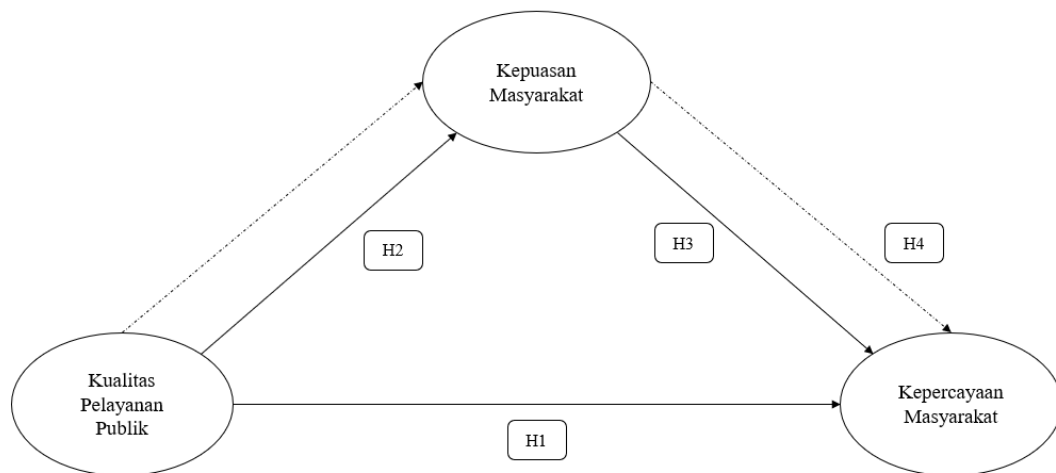 Kepuasan
Masyarakat
H2
H3
H4
Kualitas
Pelayanan
Publik
Kepercayaan
Masyarakat
H1